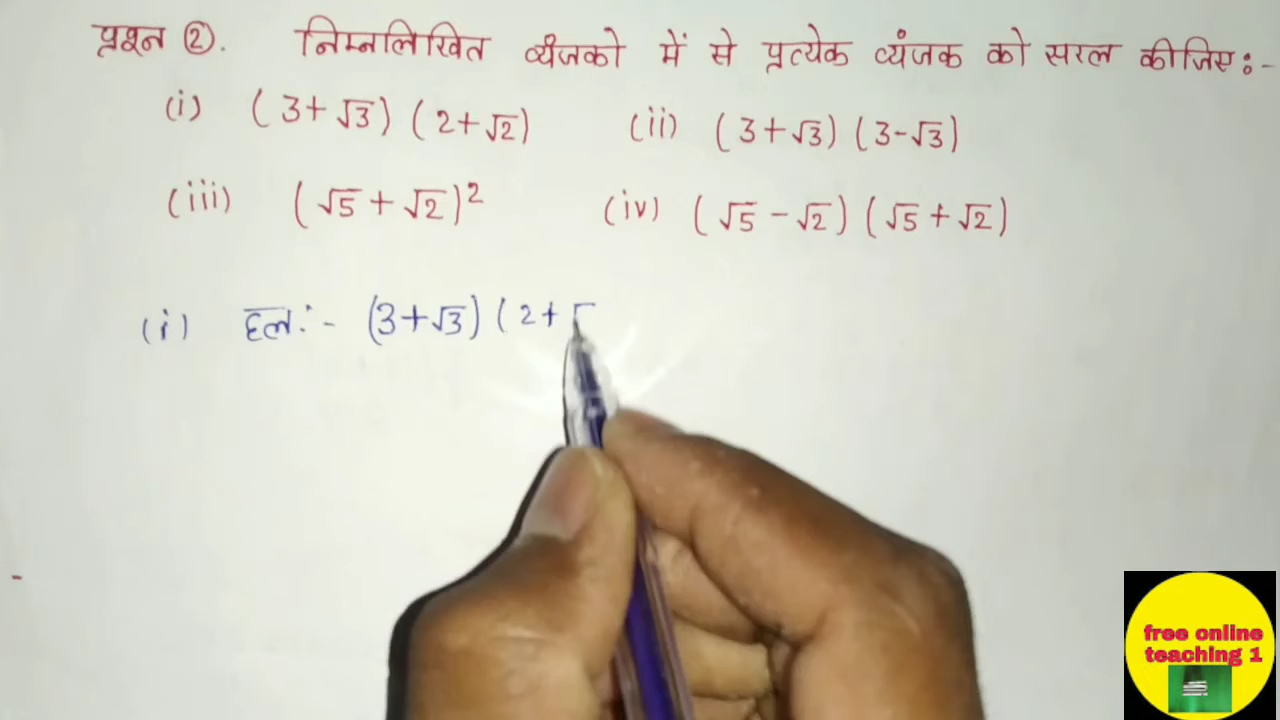 प्रश्न ②. निम्नलिखित व्यंजको में से प्रत्येक व्यंजक को सरल कीजिए:-
(i) (3+√3) (2+√2) (ii) (3+√3) (3-√3)
(iii) (√5+√2)² (iv) (√5-√2) (√5+√2)
(i) हल:- (3+√3) (2+√
free online
teaching 1